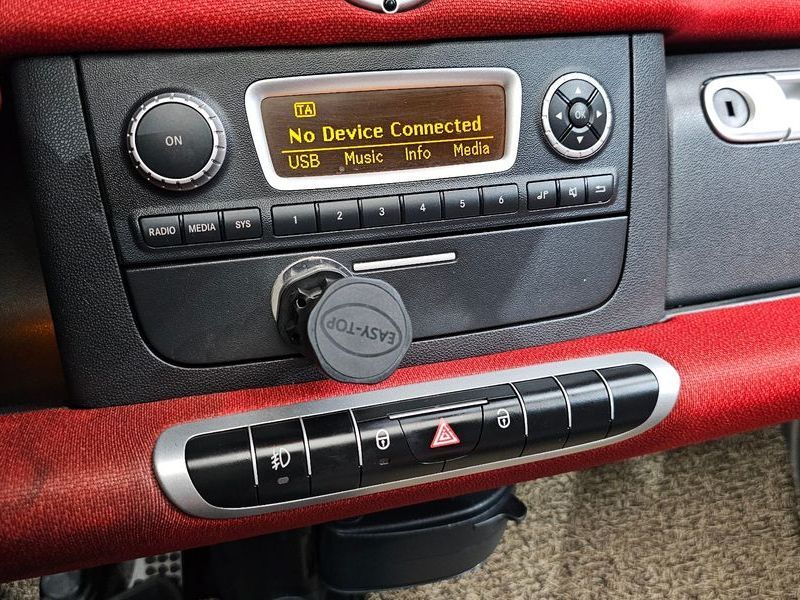 TA
No Device Connected
USB Music Info Media
ON
OK
RADIO MEDIA SYS
1 2 3 4 5 6
EASY-TOP